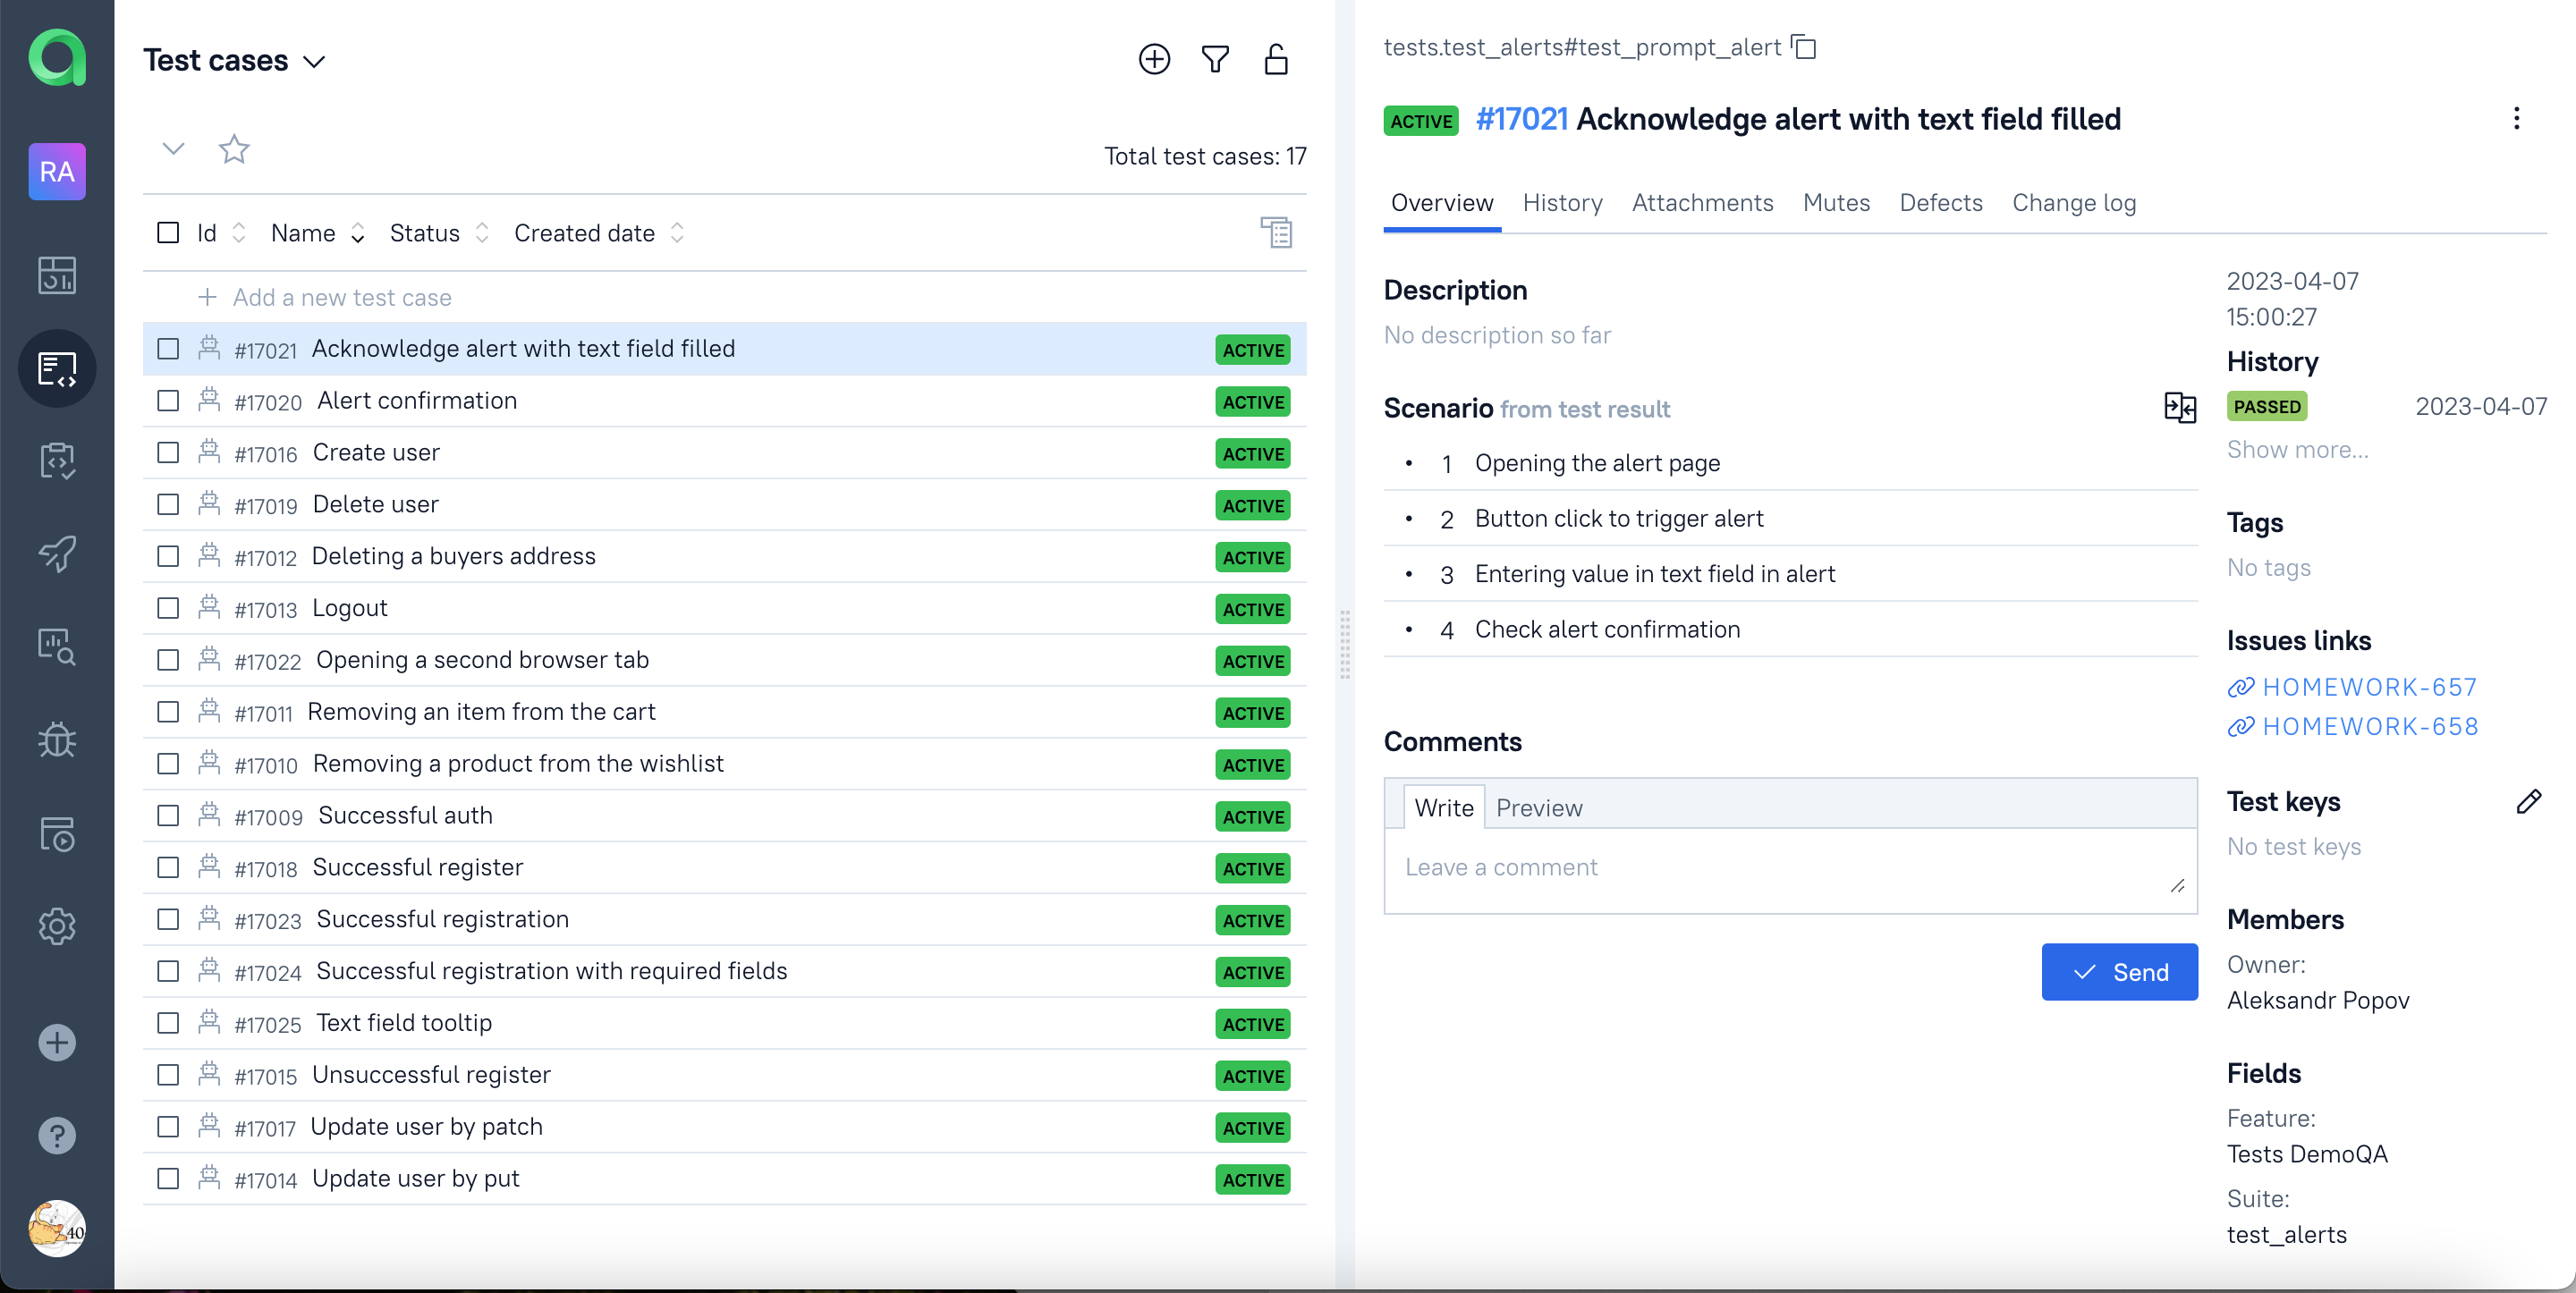 Test cases
RA
Total test cases: 17
Id Name Status Created date
Add a new test case
#17021 Acknowledge alert with text field filled ACTIVE
#17020 Alert confirmation ACTIVE
#17016 Create user ACTIVE
#17019 Delete user ACTIVE
#17012 Deleting a buyers address ACTIVE
#17013 Logout ACTIVE
#17022 Opening a second browser tab ACTIVE
#17011 Removing an item from the cart ACTIVE
#17010 Removing a product from the wishlist ACTIVE
#17009 Successful auth ACTIVE
#17018 Successful register ACTIVE
#17023 Successful registration ACTIVE
#17024 Successful registration with required fields ACTIVE
#17025 Text field tooltip ACTIVE
#17015 Unsuccessful register ACTIVE
#17017 Update user by patch ACTIVE
#17014 Update user by put ACTIVE
40
tests.test_alerts#test_prompt_alert
ACTIVE #17021 Acknowledge alert with text field filled
Overview History Attachments Mutes Defects Change log
Description
No description so far
Scenario from test result
• 1 Opening the alert page
• 2 Button click to trigger alert
• 3 Entering value in text field in alert
• 4 Check alert confirmation
Comments
Write Preview
Leave a comment
Send
2023-04-07
15:00:27
History
PASSED 2023-04-07
Show more...
Tags
No tags
Issues links
HOMEWORK-657
HOMEWORK-658
Test keys
No test keys
Members
Owner:
Aleksandr Popov
Fields
Feature:
Tests DemoQA
Suite:
test_alerts